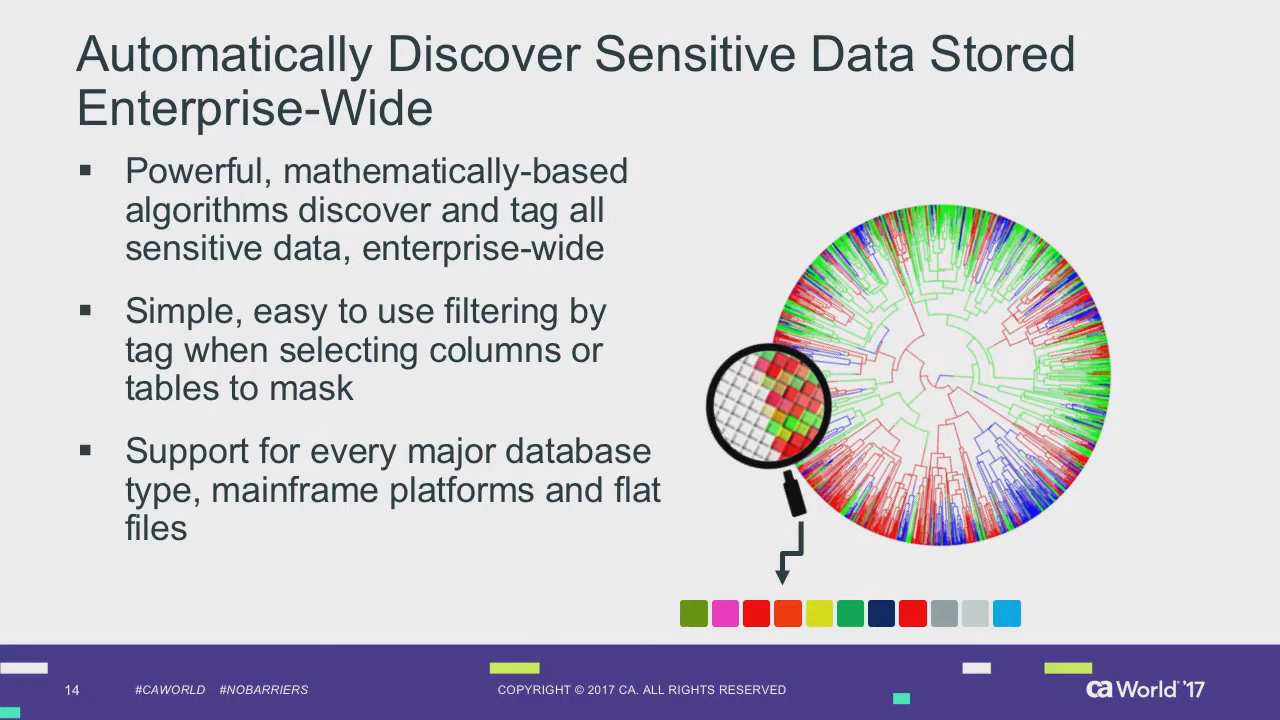 Automatically Discover Sensitive Data Stored
Enterprise-Wide
▪ Powerful, mathematically-based
algorithms discover and tag all
sensitive data, enterprise-wide
▪ Simple, easy to use filtering by
tag when selecting columns or
tables to mask
▪ Support for every major database
type, mainframe platforms and flat
files
14 #CAWORLD #NOBARRIERS COPYRIGHT © 2017 CA. ALL RIGHTS RESERVED ca World '17